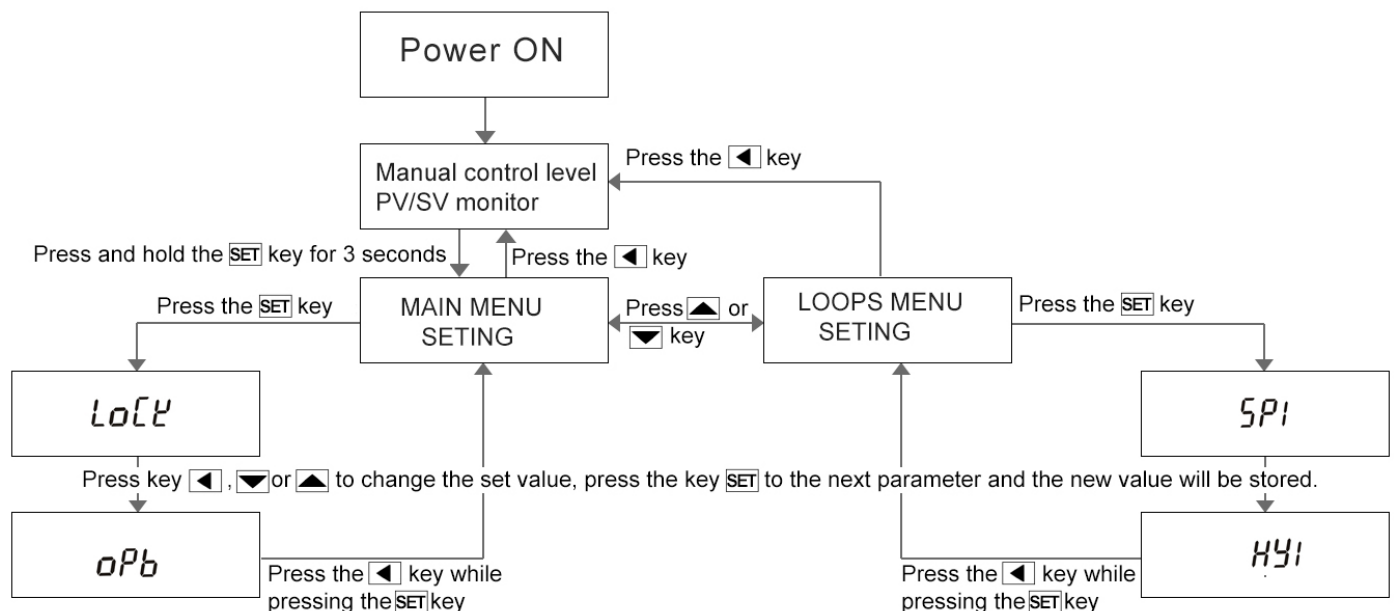 Power ON
Manual control level
PV/SV monitor
Press the ◀ key
Press and hold the SET key for 3 seconds
Press the ◀ key
Press the SET key
MAIN MENU
SETING
Press ▲ or
▼ key
LOOPS MENU
SETING
Press the SET key
LoCK
SP1
Press key ◀ , ▼ or ▲ to change the set value, press the key SET to the next parameter and the new value will be stored.
oPb
HY1
Press the ◀ key while
pressing the SET key
Press the ◀ key while
pressing the SET key